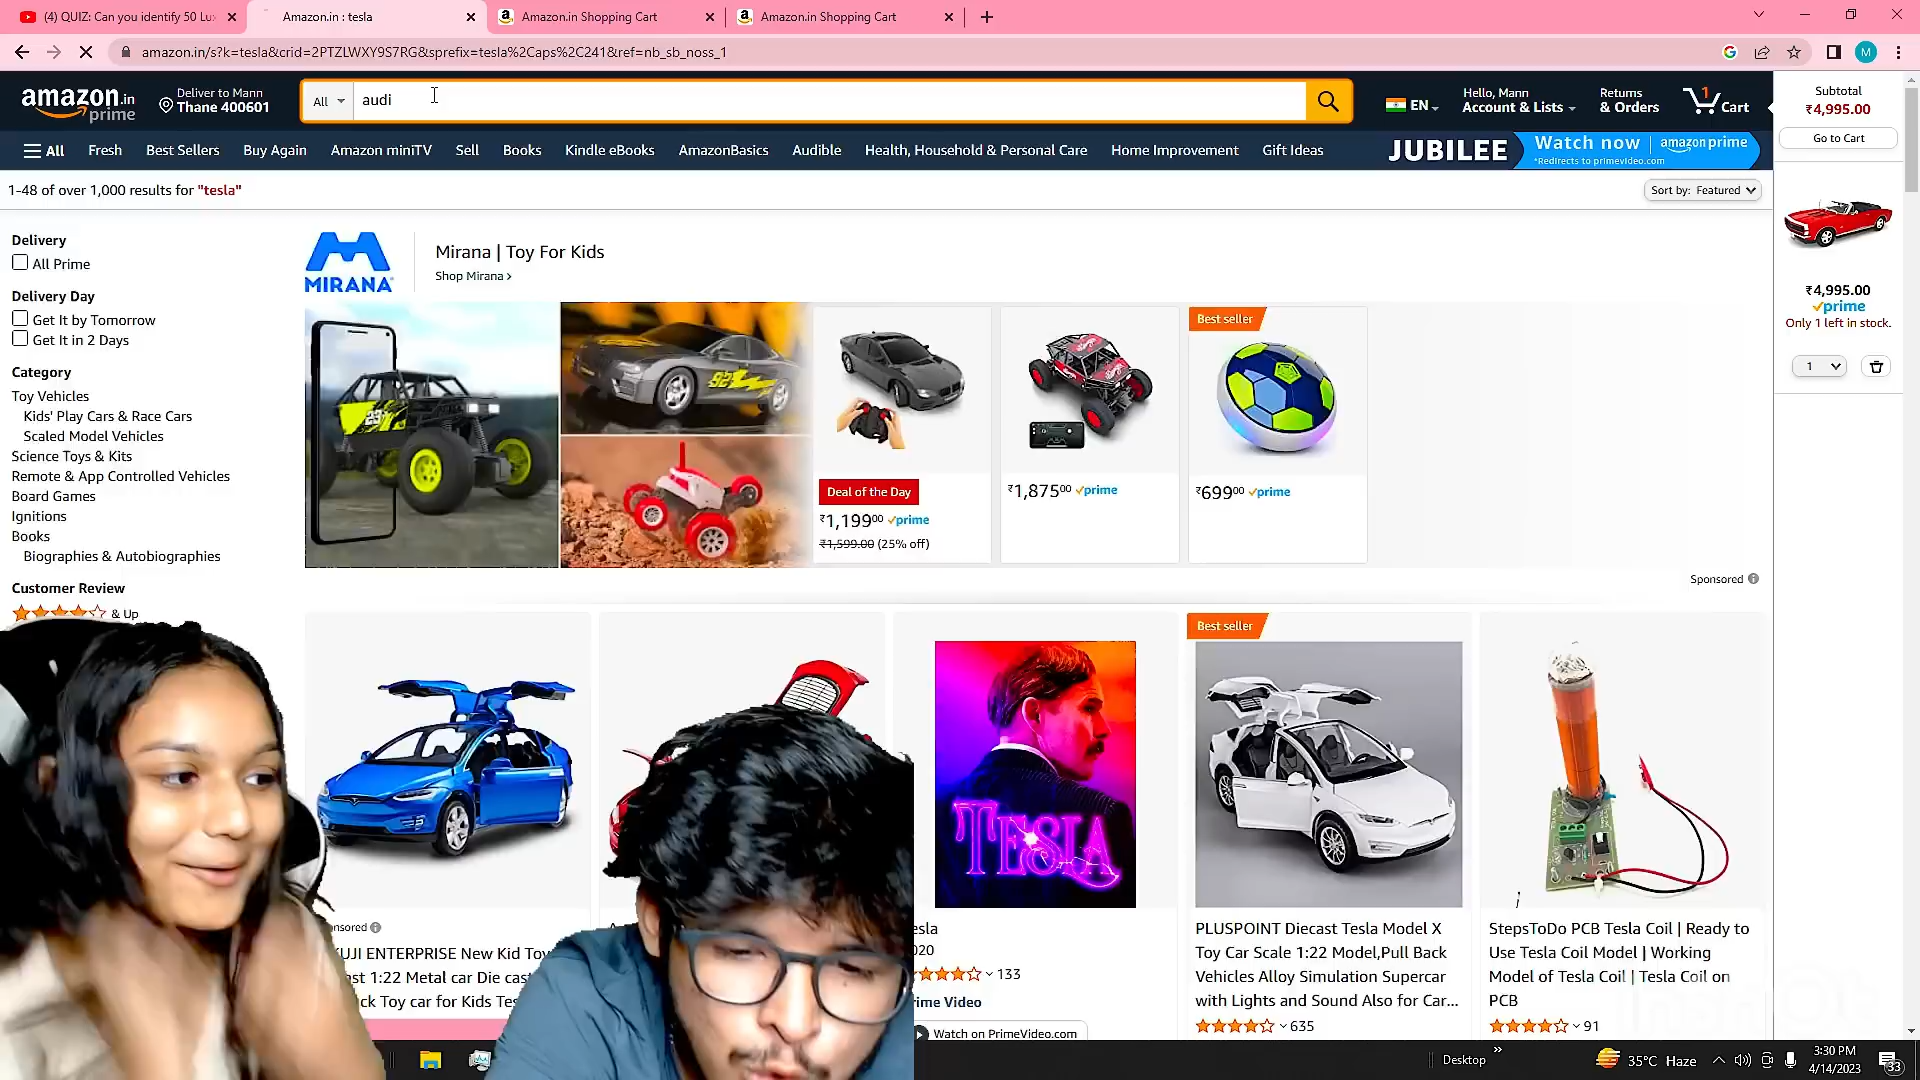 (4) QUIZ: Can you identify 50 Lu
Amazon.in : tesla
Amazon.in Shopping Cart
Amazon.in Shopping Cart
amazon.in/s?k=tesla&crid=2PTZLWXY9S7RG&sprefix=tesla%2Caps%2C241&ref=nb_sb_noss_1
M
amazon.in
prime
Deliver to Mann
Thane 400601
All
audi
EN
Hello, Mann
Account & Lists
Returns
& Orders
1
Cart
Subtotal
₹4,995.00
Go to Cart
All
Fresh
Best Sellers
Buy Again
Amazon miniTV
Sell
Books
Kindle eBooks
AmazonBasics
Audible
Health, Household & Personal Care
Home Improvement
Gift Ideas
JUBILEE
Watch now
*Redirects to primevideo.com
amazon prime
1-48 of over 1,000 results for "tesla"
Sort by: Featured
₹4,995.00
prime
Only 1 left in stock.
1
Delivery
All Prime
Delivery Day
Get It by Tomorrow
Get It in 2 Days
Category
Toy Vehicles
Kids' Play Cars & Race Cars
Scaled Model Vehicles
Science Toys & Kits
Remote & App Controlled Vehicles
Board Games
Ignitions
Books
Biographies & Autobiographies
Customer Review
& Up
MIRANA
Mirana | Toy For Kids
Shop Mirana ›
23
92
Deal of the Day
₹1,199⁰⁰ prime
₹1,599.00 (25% off)
₹1,875⁰⁰ prime
Best seller
₹699⁰⁰ prime
Sponsored
nsored
KUJI ENTERPRISE New Kid Toy
st 1:22 Metal car Die cas
ck Toy car for Kids Tes
TESLA
esla
020
133
rime Video
Watch on PrimeVideo.com
Best seller
PLUSPOINT Diecast Tesla Model X
Toy Car Scale 1:22 Model,Pull Back
Vehicles Alloy Simulation Supercar
with Lights and Sound Also for Car...
635
StepsToDo PCB Tesla Coil | Ready to
Use Tesla Coil Model | Working
Model of Tesla Coil | Tesla Coil on
PCB
91
Desktop
35°C Haze
3:30 PM
4/14/2023
33